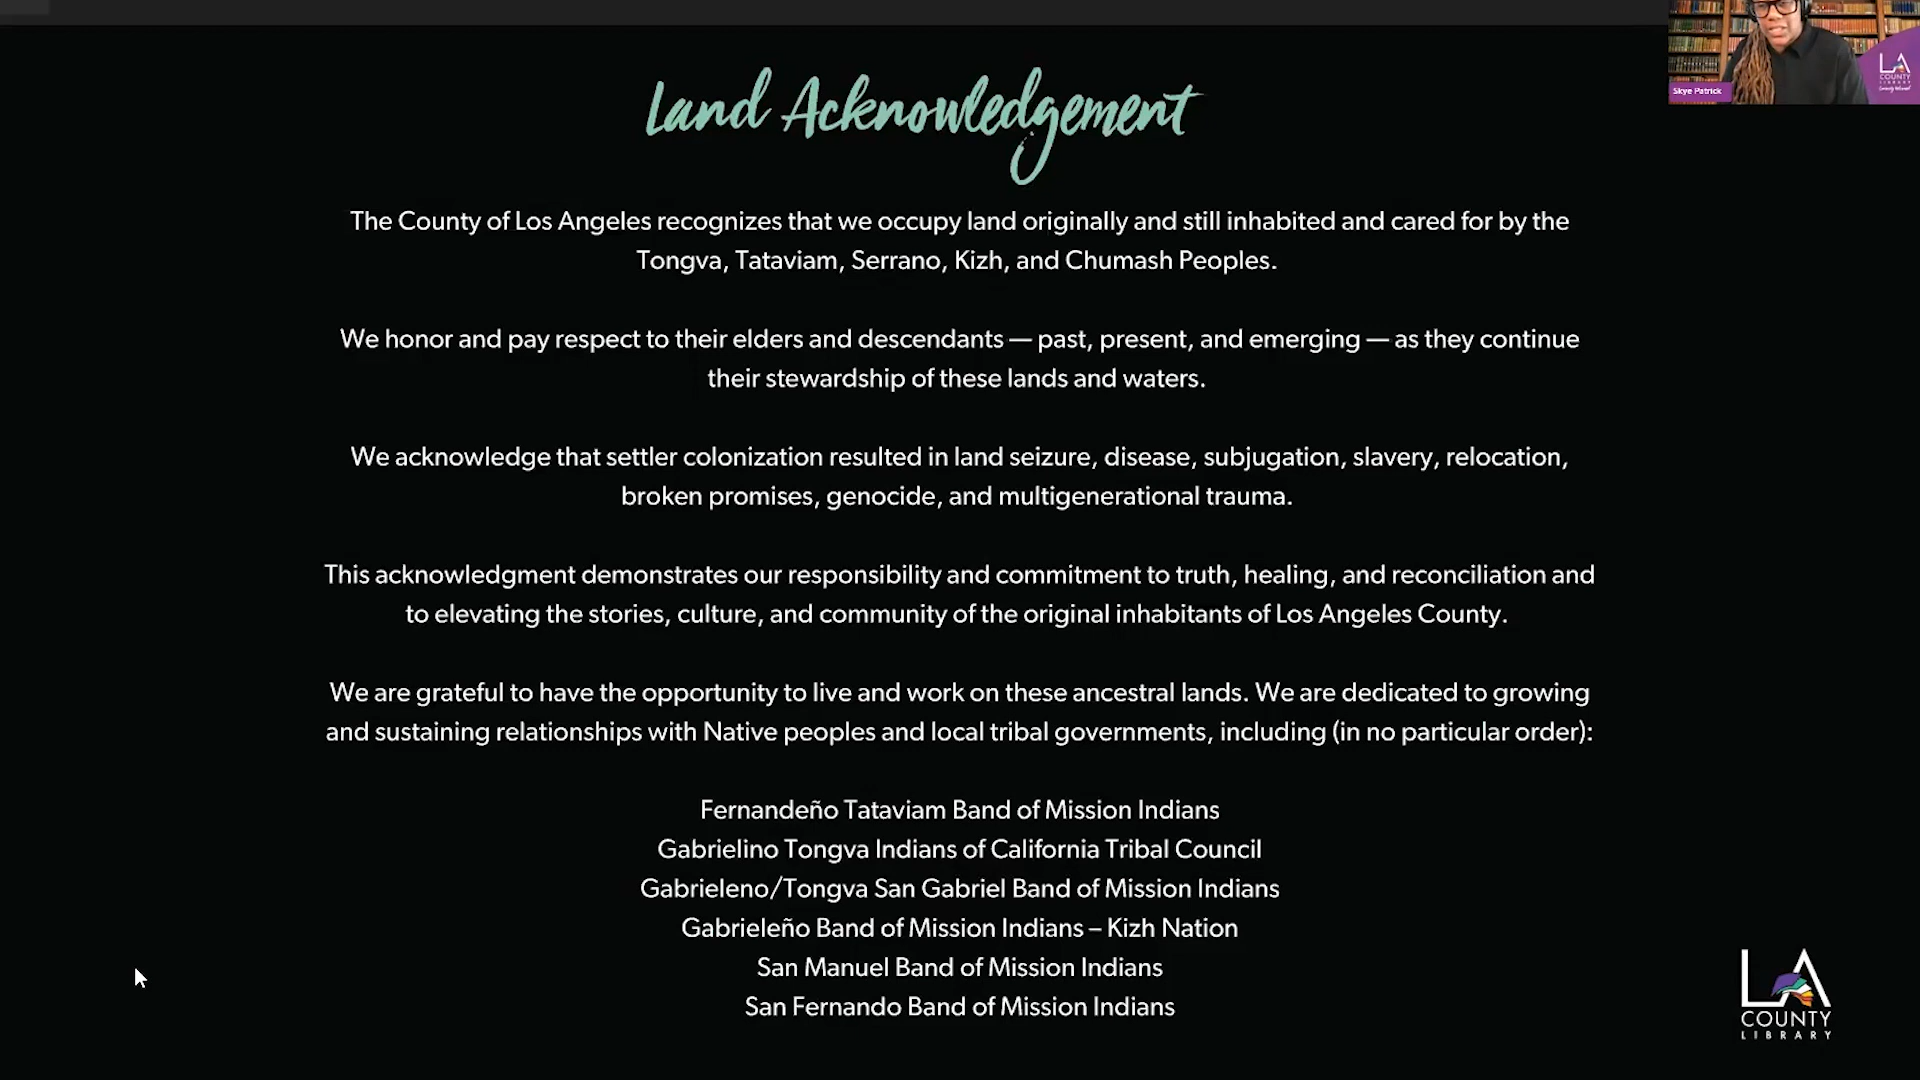 Land Acknowledgement
LA
COUNTY
LIBRARY
Skye Patrick
The County of Los Angeles recognizes that we occupy land originally and still inhabited and cared for by the
Tongva, Tataviam, Serrano, Kizh, and Chumash Peoples.
We honor and pay respect to their elders and descendants — past, present, and emerging — as they continue
their stewardship of these lands and waters.
We acknowledge that settler colonization resulted in land seizure, disease, subjugation, slavery, relocation,
broken promises, genocide, and multigenerational trauma.
This acknowledgment demonstrates our responsibility and commitment to truth, healing, and reconciliation and
to elevating the stories, culture, and community of the original inhabitants of Los Angeles County.
We are grateful to have the opportunity to live and work on these ancestral lands. We are dedicated to growing
and sustaining relationships with Native peoples and local tribal governments, including (in no particular order):
Fernandeño Tataviam Band of Mission Indians
Gabrielino Tongva Indians of California Tribal Council
Gabrieleno/Tongva San Gabriel Band of Mission Indians
Gabrieleño Band of Mission Indians – Kizh Nation
San Manuel Band of Mission Indians
San Fernando Band of Mission Indians
LA
COUNTY
LIBRARY